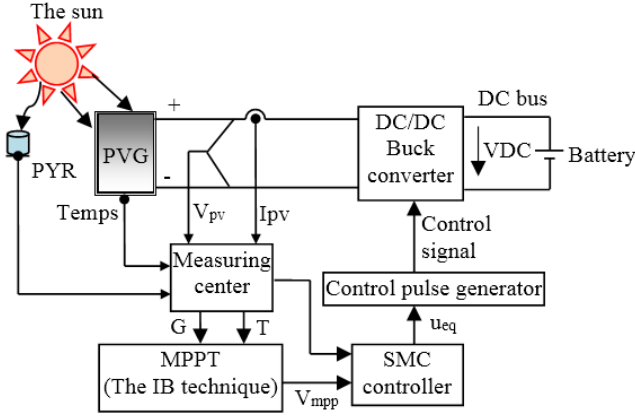 The sun
+
DC bus
DC/DC
Buck
converter
PVG
VDC
Battery
PYR
-
Temps
Vpv
Ipv
Control
signal
Measuring
center
Control pulse generator
G
T
ueq
MPPT
(The IB technique)
SMC
controller
Vmpp